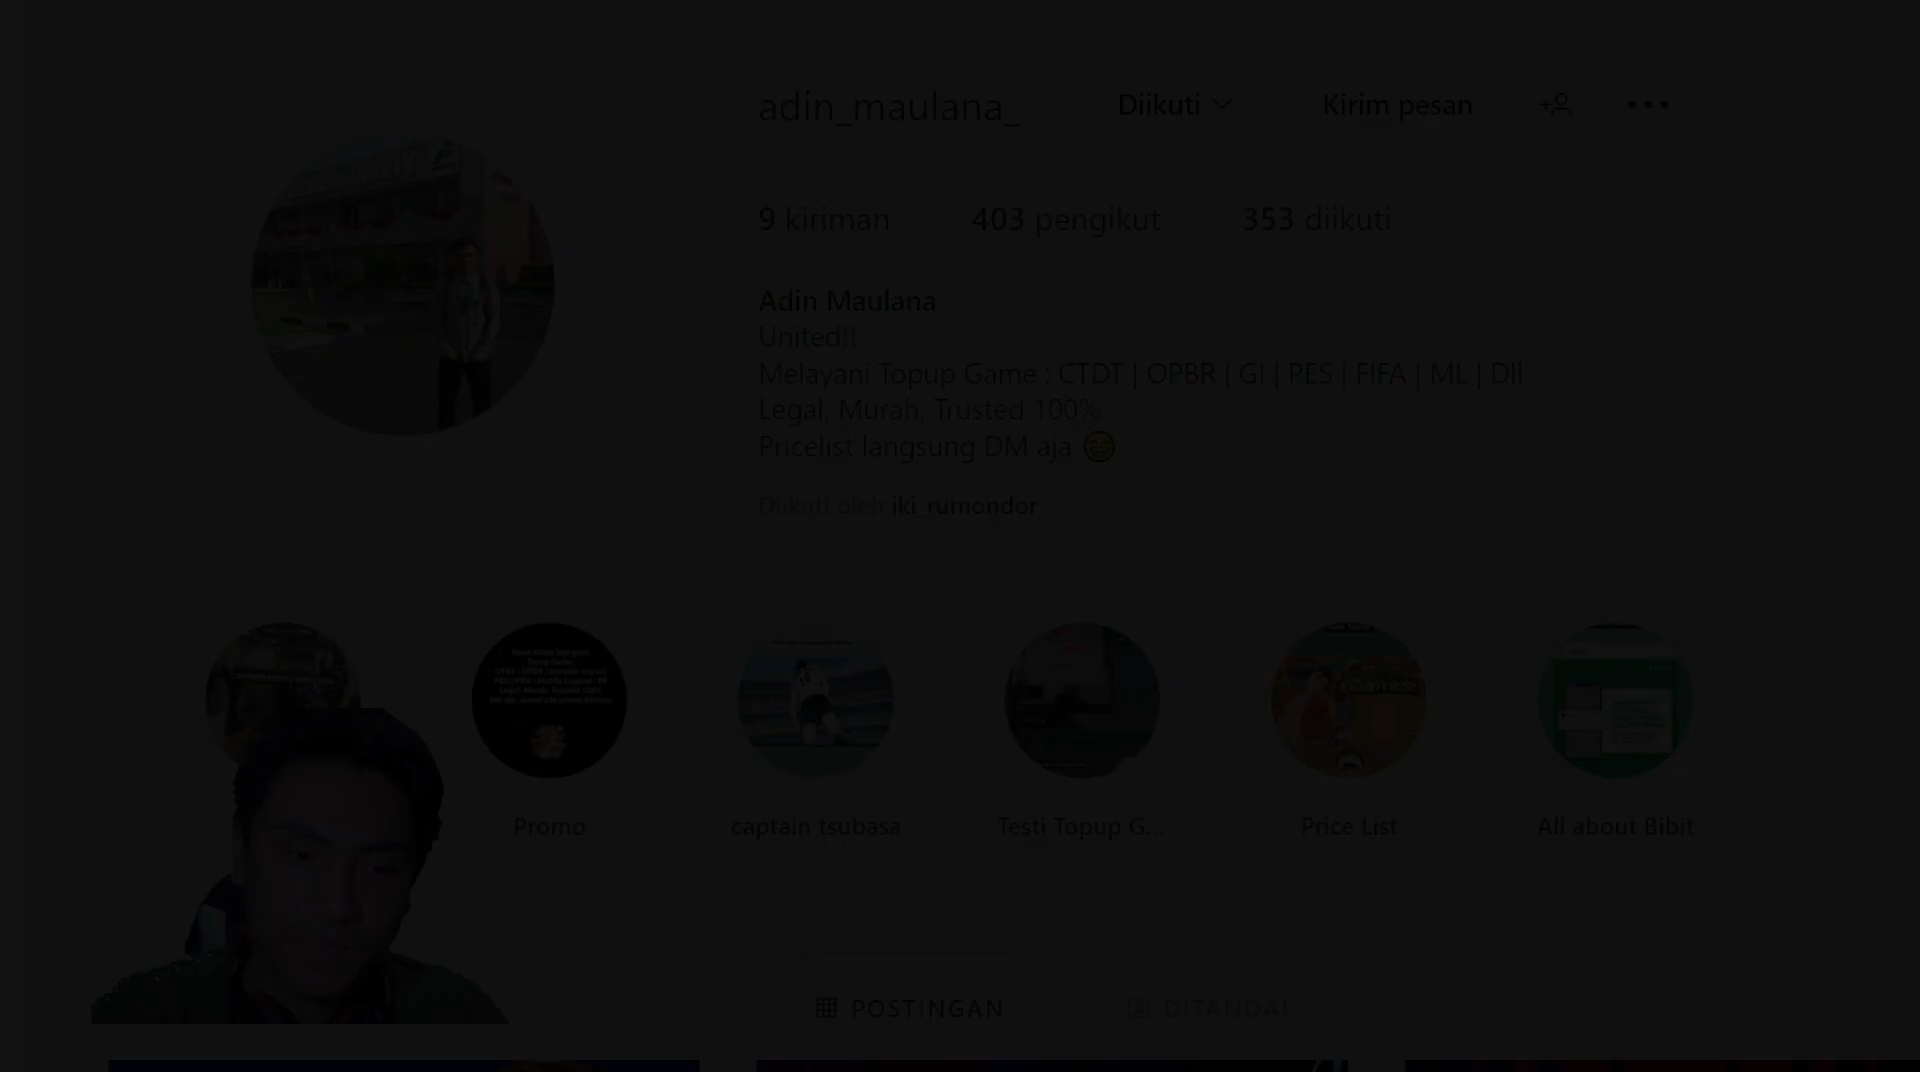 adin_maulana_
Diikuti
Kirim pesan
9 kiriman
403 pengikut
353 diikuti
Adin Maulana
United!!
Melayani Topup Game : CTDT | OPBR | GI | PES | FIFA | ML | Dll
Legal, Murah, Trusted 100%
Pricelist langsung DM aja
Diikuti oleh iki_rumondor
Promo
captain tsubasa
Testi Topup G...
Price List
All about Bibit
POSTINGAN
DITANDAI